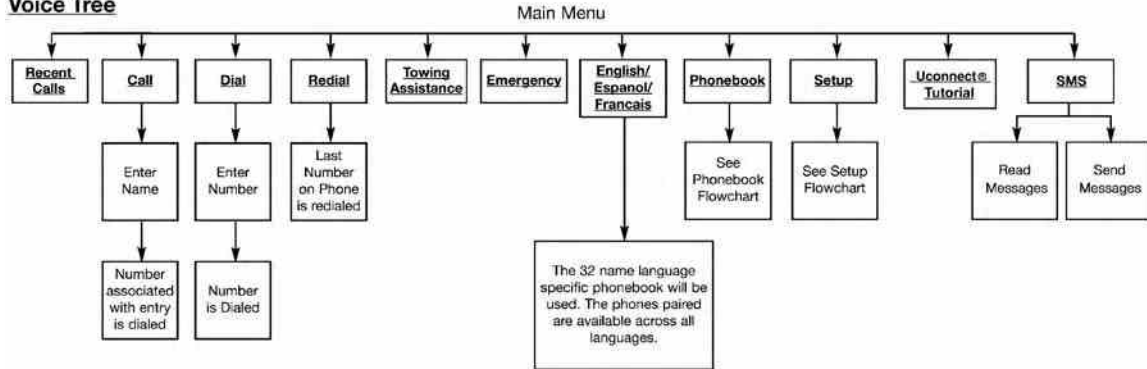 Voice Tree
Main Menu
Recent
Calls
Call
Dial
Redial
Towing
Assistance
Emergency
English/
Espanol/
Francais
Phonebook
Setup
Uconnect®
Tutorial
SMS
Enter
Name
Enter
Number
Last
Number
on Phone
is redialed
See
Phonebook
Flowchart
See Setup
Flowchart
Read
Messages
Send
Messages
Number
associated
with entry
is dialed
Number
is Dialed
The 32 name language
specific phonebook will be
used. The phones paired
are available across all
languages.